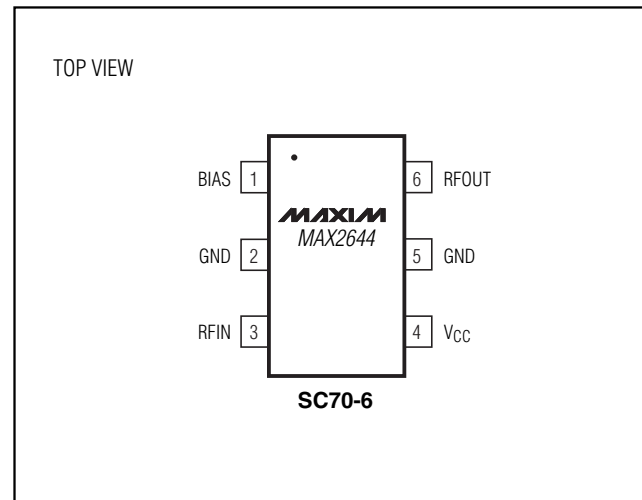 TOP VIEW
BIAS 1
6 RFOUT
MAXIM
MAX2644
GND 2
5 GND
RFIN 3
4 VCC
SC70-6